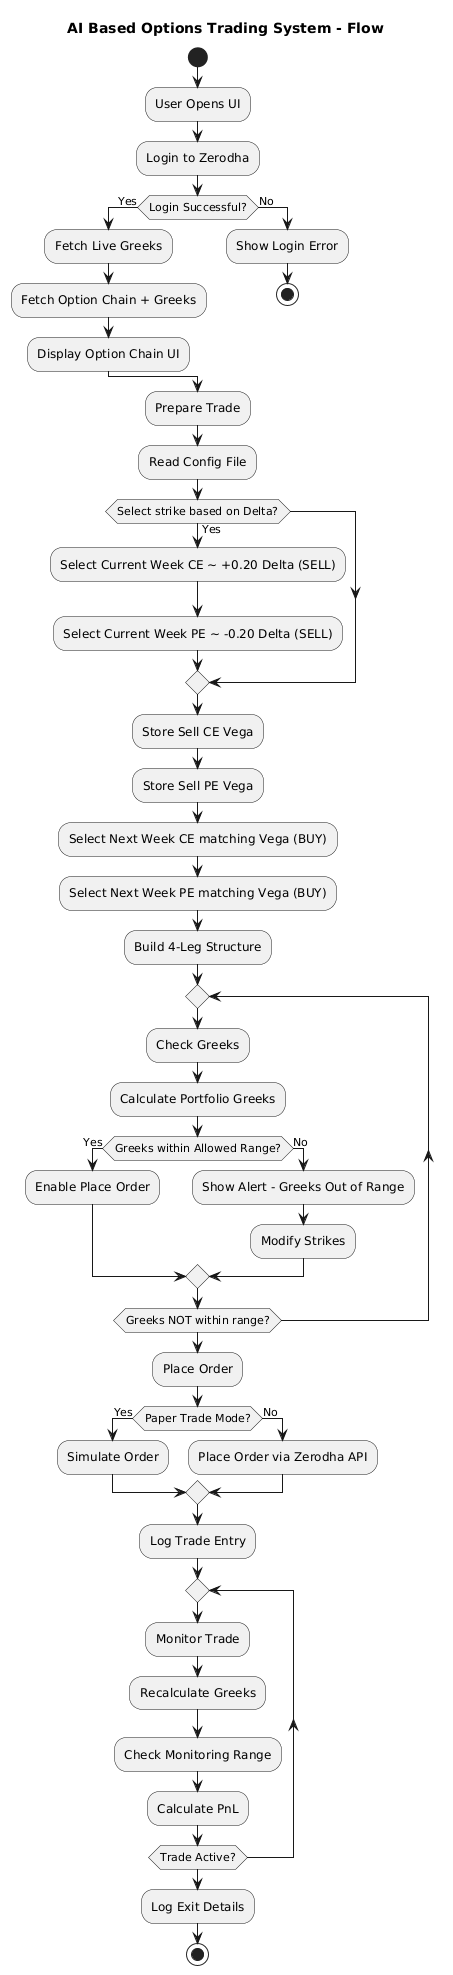 AI Based Options Trading System - Flow
User Opens UI
Login to Zerodha
Login Successful?
Yes
No
Fetch Live Greeks
Show Login Error
Fetch Option Chain + Greeks
Display Option Chain UI
Prepare Trade
Read Config File
Select strike based on Delta?
Yes
Select Current Week CE ~ +0.20 Delta (SELL)
Select Current Week PE ~ -0.20 Delta (SELL)
Store Sell CE Vega
Store Sell PE Vega
Select Next Week CE matching Vega (BUY)
Select Next Week PE matching Vega (BUY)
Build 4-Leg Structure
Check Greeks
Calculate Portfolio Greeks
Yes
Greeks within Allowed Range?
No
Enable Place Order
Show Alert - Greeks Out of Range
Modify Strikes
Greeks NOT within range?
Place Order
Yes
Paper Trade Mode?
No
Simulate Order
Place Order via Zerodha API
Log Trade Entry
Monitor Trade
Recalculate Greeks
Check Monitoring Range
Calculate PnL
Trade Active?
Log Exit Details